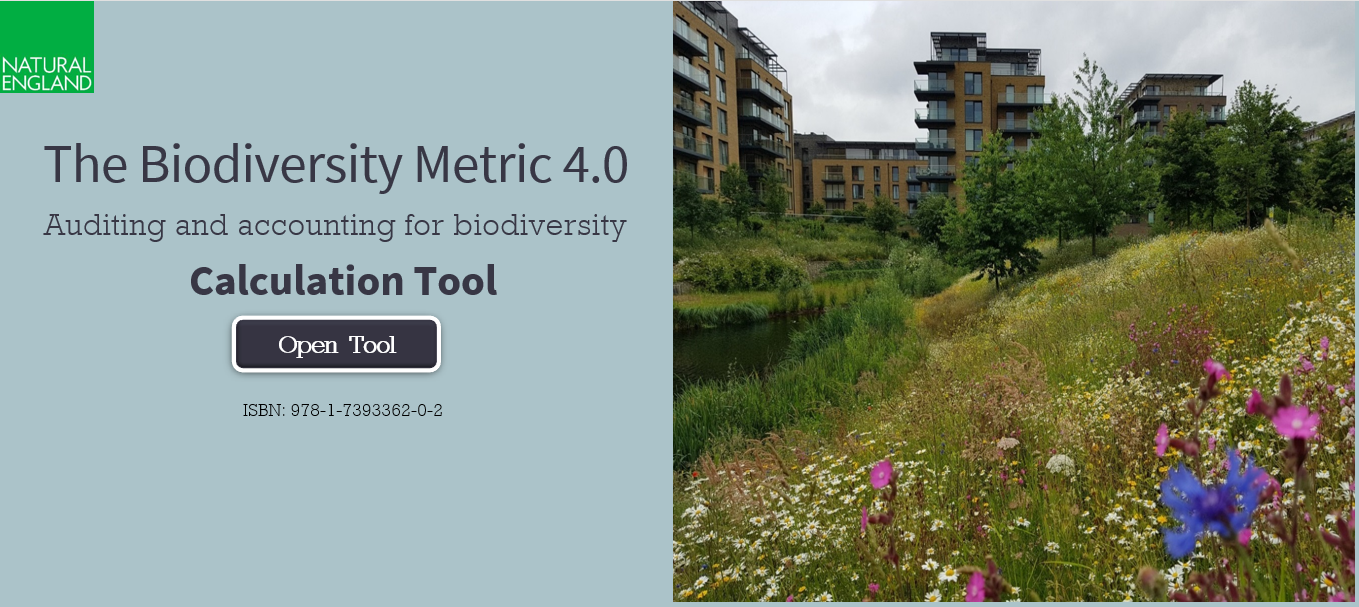 NATURAL
ENGLAND
The Biodiversity Metric 4.0
Auditing and accounting for biodiversity
Calculation Tool
Open Tool
ISBN: 978-1-7393362-0-2